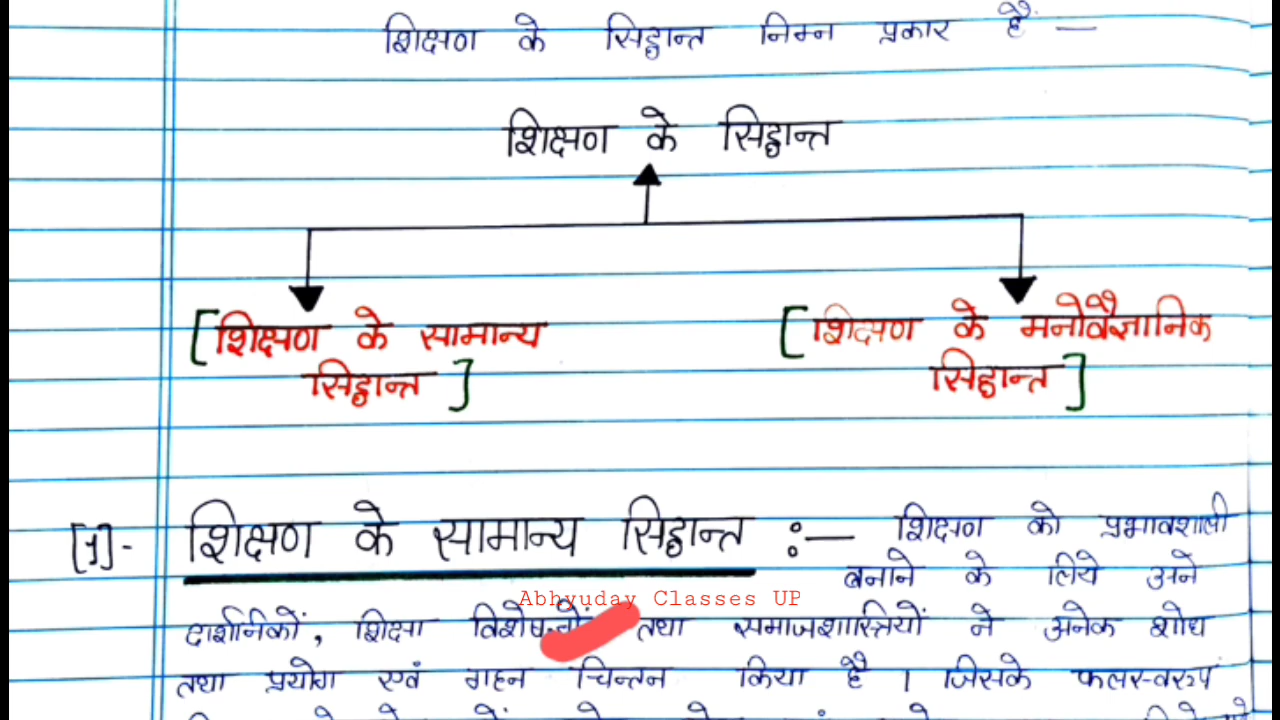 शिक्षण के सिद्धान्त निम्न प्रकार हैं —
शिक्षण के सिद्धान्त
[शिक्षण के सामान्य
सिद्धान्त]
[शिक्षण के मनोवैज्ञानिक
सिद्धान्त]
[1]- शिक्षण के सामान्य सिद्धान्त :— शिक्षण को प्रभावशाली
बनाने के लिये अने
Abhyuday Classes UP
दार्शनिकों, शिक्षा तथा समाजशास्त्रियों ने अनेक शोध
तथा प्रयोग एवं गहन चिन्तन किया है । जिसके फलस्वरूप